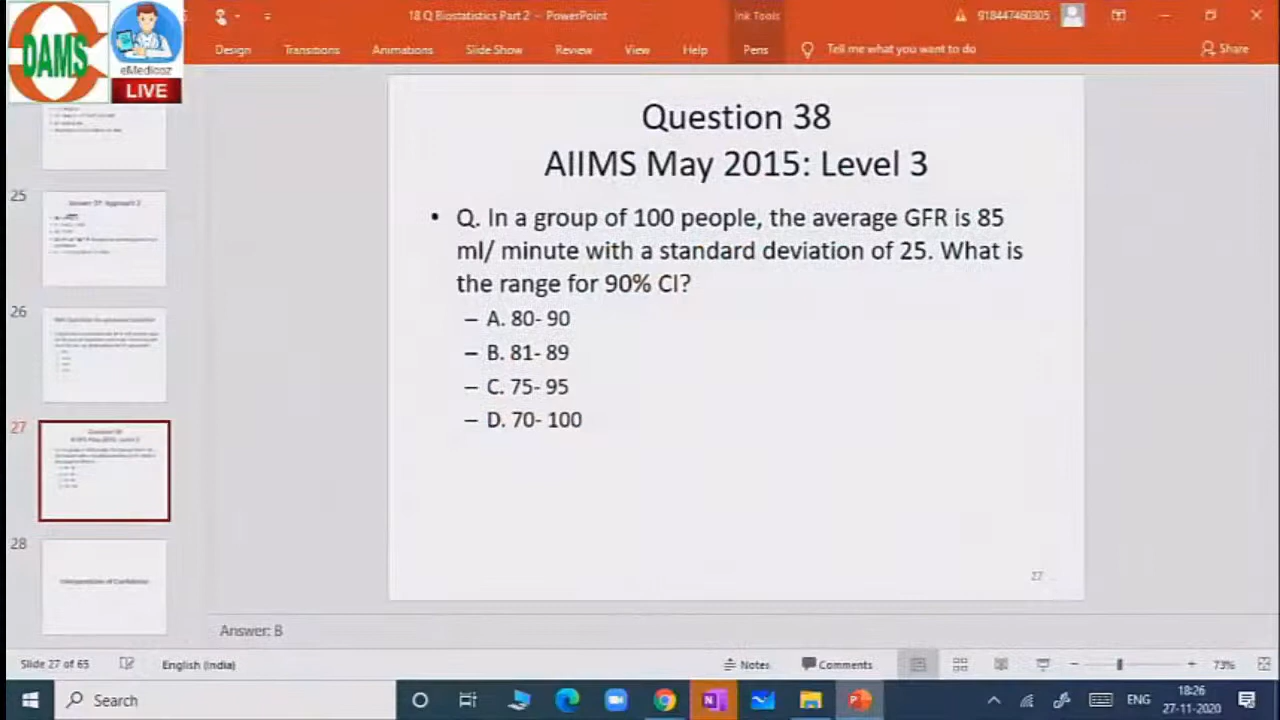 18 Q Biostatistics Part 2 – PowerPoint
Ink Tools
918447460305
DAMS
eMedicoz
LIVE
Design Transitions Animations Slide Show Review View Help Pens Tell me what you want to do Share
Question 38
AIIMS May 2015: Level 3
• Q. In a group of 100 people, the average GFR is 85
ml/ minute with a standard deviation of 25. What is
the range for 90% CI?
– A. 80- 90
– B. 81- 89
– C. 75- 95
– D. 70- 100
27
25
26
27
28
Answer: B
Slide 27 of 65 English (India) Notes Comments 73%
Search ENG 18:26
27-11-2020